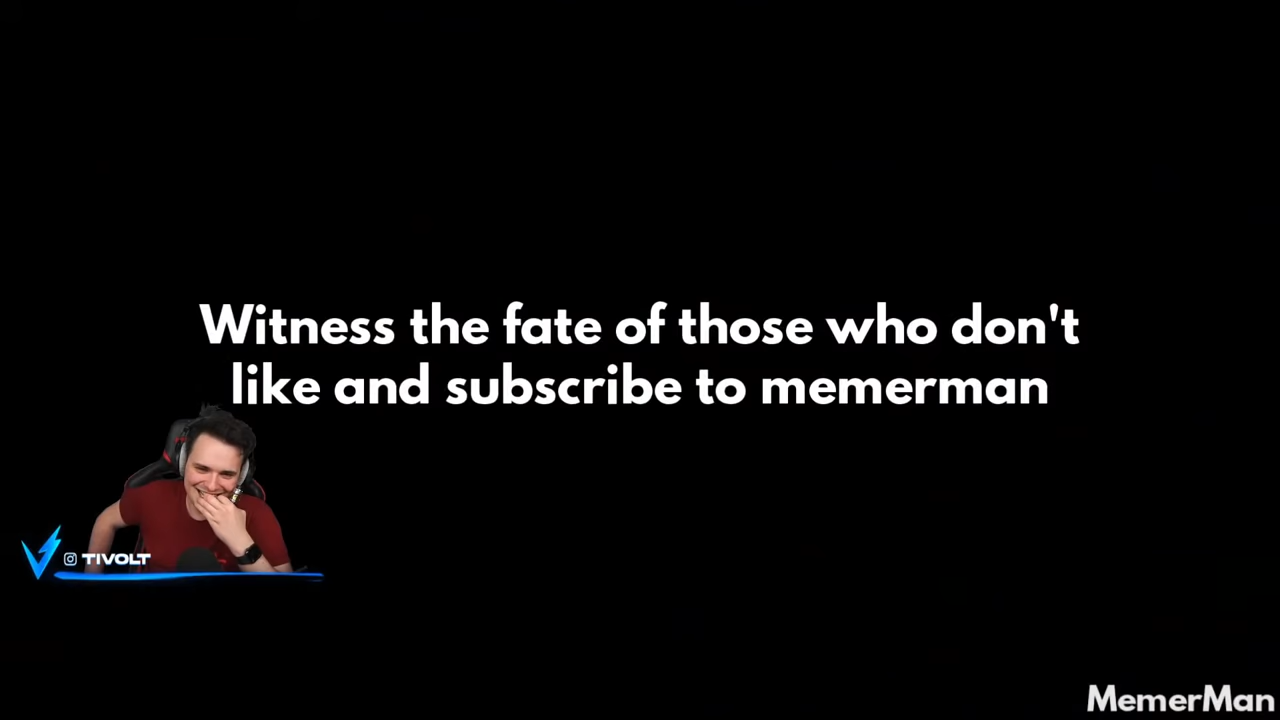 Witness the fate of those who don't
like and subscribe to memerman
TIVOLT
MemerMan